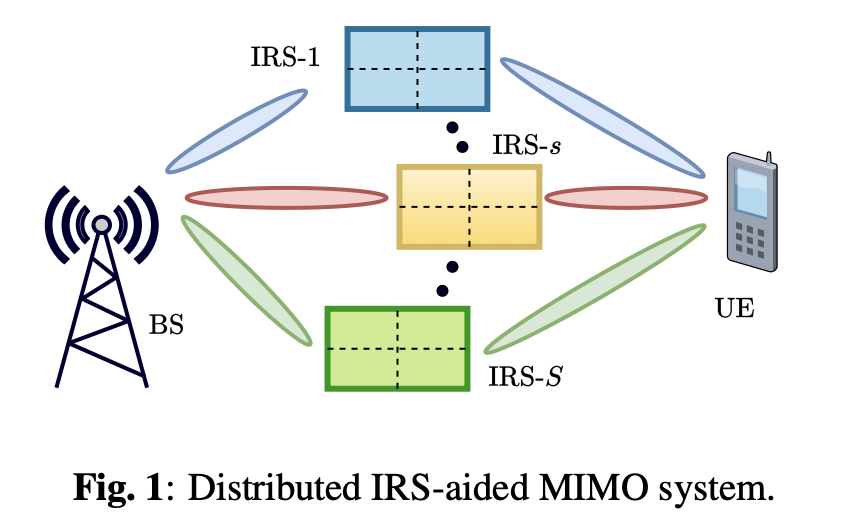 IRS-1
IRS-s
BS
UE
IRS-S
Fig. 1: Distributed IRS-aided MIMO system.